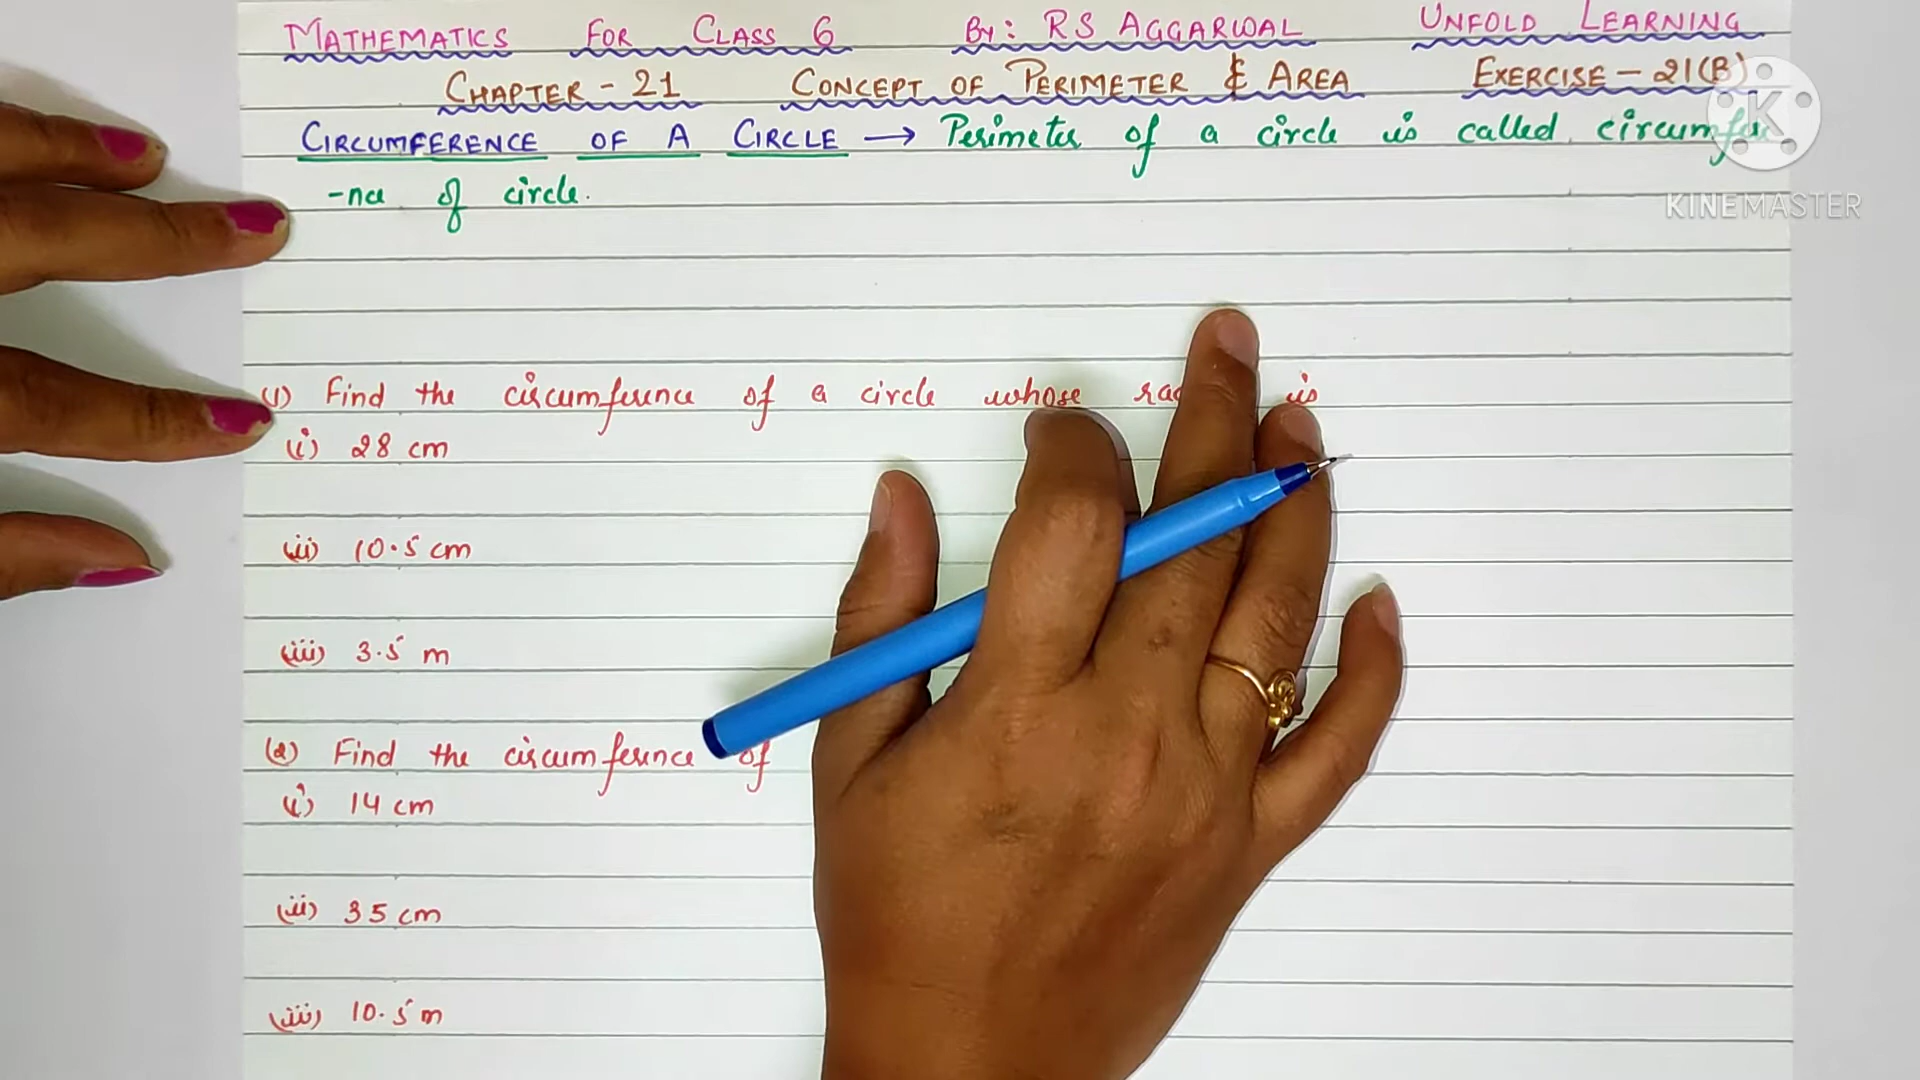 MATHEMATICS FOR CLASS 6 BY: RS AGGARWAL UNFOLD LEARNING
CHAPTER - 21 CONCEPT OF PERIMETER & AREA EXERCISE - 21(B)
CIRCUMFERENCE OF A CIRCLE → Perimeter of a circle is called circumfere
-nce of circle.
KINEMASTER
(1) Find the circumference of a circle whose is
(i) 28 cm
(ii) 10.5 cm
(iii) 3.5 m
(2) Find the circumference of
(i) 14 cm
(ii) 35 cm
(iii) 10.5 m